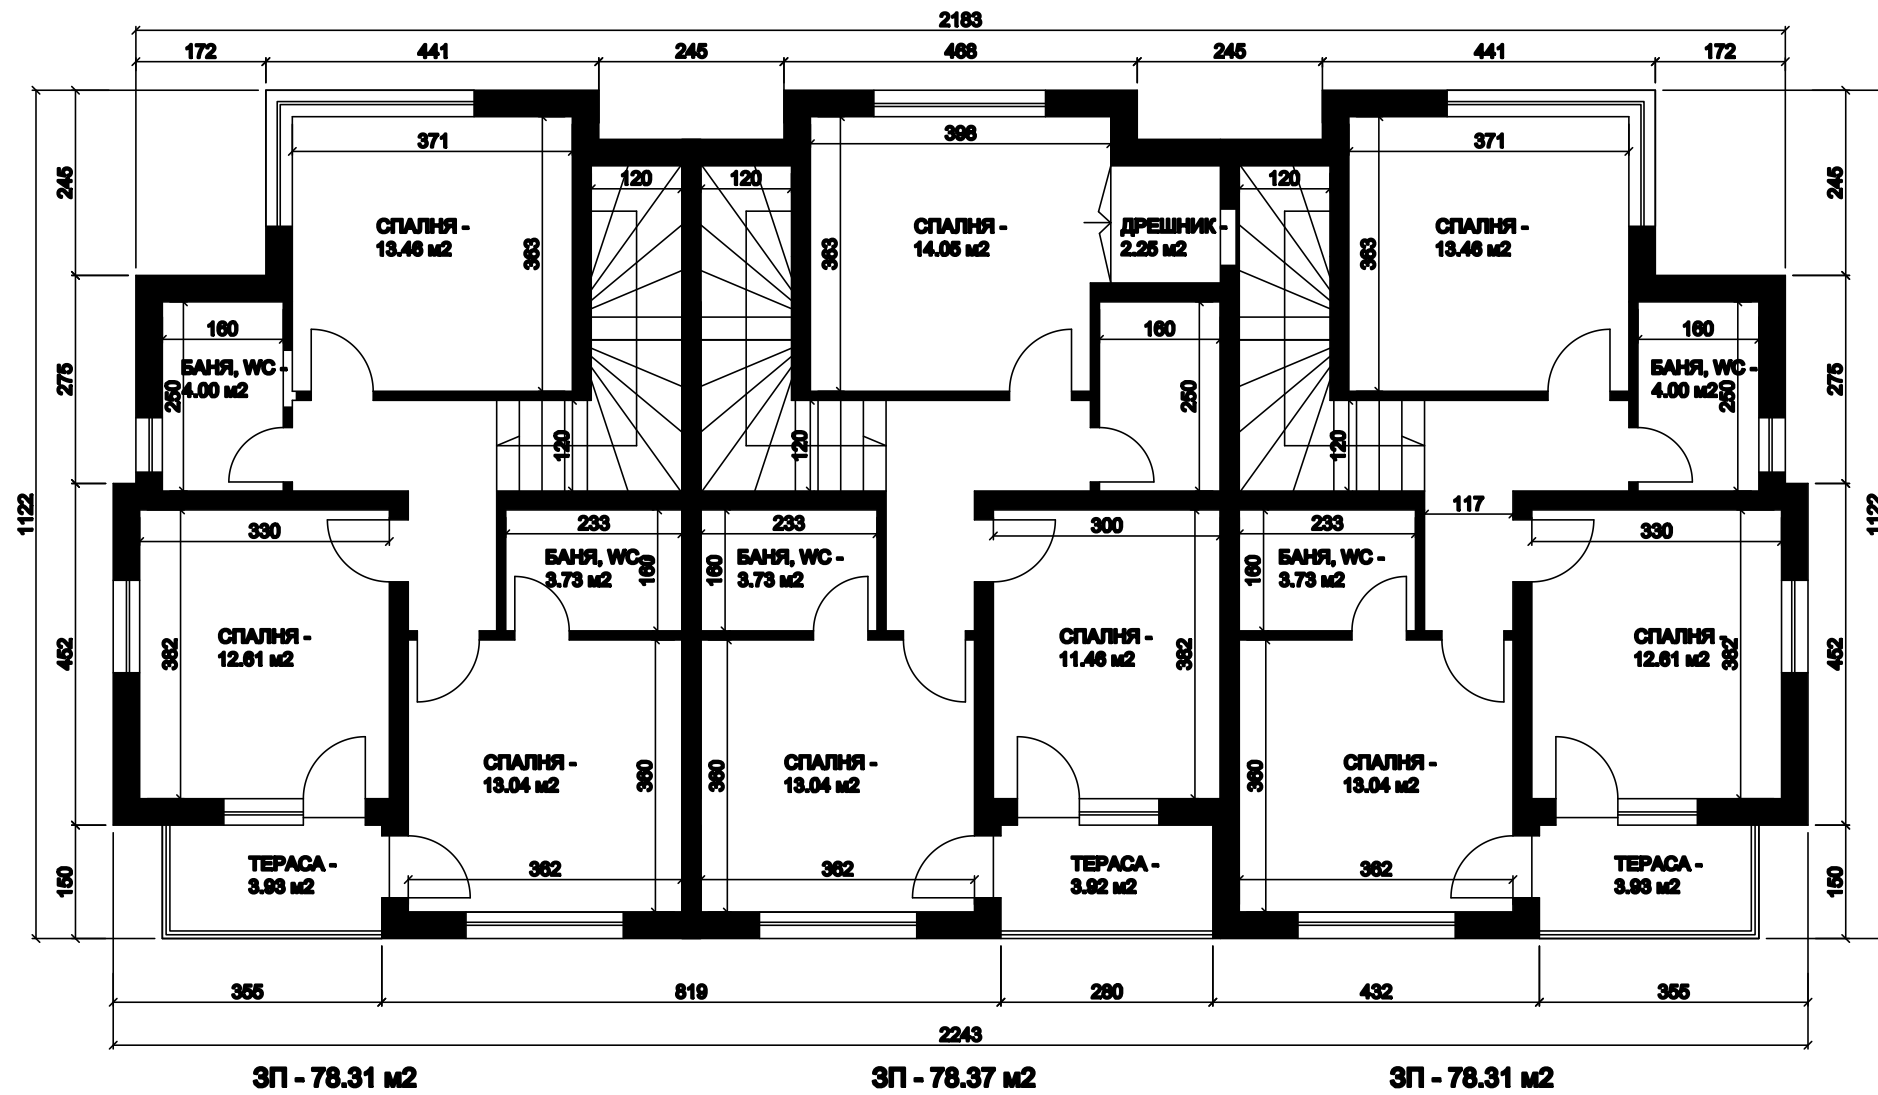 2183
172 441 245 468 245 441 172
371 398 371
120 120 120
245 245
СПАЛНЯ -
13.46 м2
363
363
СПАЛНЯ -
14.05 м2
ДРЕШНИК -
2.25 м2
363
СПАЛНЯ -
13.46 м2
160 160 160
275 275
БАНЯ, WC -
4.00 м2
250
250
БАНЯ, WC -
4.00 м2
250
120 120 120
1122 1122
117
330 233 233 300 233 330
БАНЯ, WC
3.73 м2
160
160
БАНЯ, WC -
3.73 м2
160
БАНЯ, WC -
3.73 м2
452 452
СПАЛНЯ -
12.61 м2
382
СПАЛНЯ -
11.46 м2
382
СПАЛНЯ -
12.61 м2
382
СПАЛНЯ -
13.04 м2
360
360
СПАЛНЯ -
13.04 м2
360
СПАЛНЯ -
13.04 м2
150 150
ТЕРАСА -
3.93 м2
ТЕРАСА -
3.92 м2
ТЕРАСА -
3.93 м2
362 362 362
355 819 280 432 355
2243
ЗП - 78.31 м2 ЗП - 78.37 м2 ЗП - 78.31 м2